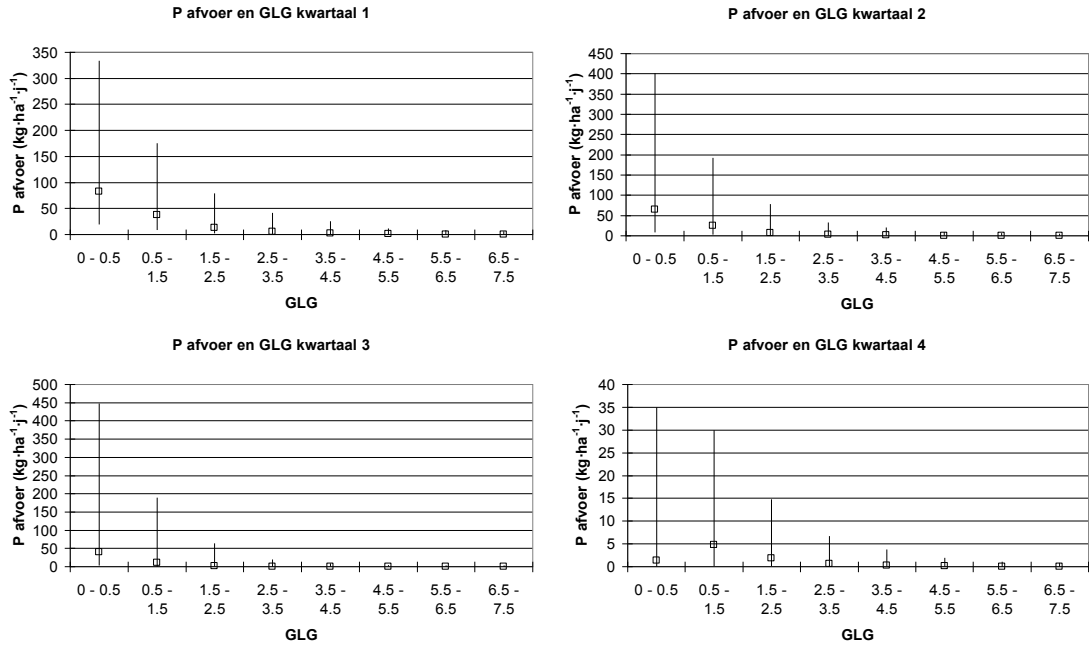 P afvoer en GLG kwartaal 1
P afvoer (kg·ha⁻¹·j⁻¹)
350
300
250
200
150
100
50
0
0 - 0.5
0.5 - 1.5
1.5 - 2.5
2.5 - 3.5
3.5 - 4.5
4.5 - 5.5
5.5 - 6.5
6.5 - 7.5
GLG
P afvoer en GLG kwartaal 2
P afvoer (kg·ha⁻¹·j⁻¹)
450
400
350
300
250
200
150
100
50
0
0 - 0.5
0.5 - 1.5
1.5 - 2.5
2.5 - 3.5
3.5 - 4.5
4.5 - 5.5
5.5 - 6.5
6.5 - 7.5
GLG
P afvoer en GLG kwartaal 3
P afvoer (kg·ha⁻¹·j⁻¹)
500
450
400
350
300
250
200
150
100
50
0
0 - 0.5
0.5 - 1.5
1.5 - 2.5
2.5 - 3.5
3.5 - 4.5
4.5 - 5.5
5.5 - 6.5
6.5 - 7.5
GLG
P afvoer en GLG kwartaal 4
P afvoer (kg·ha⁻¹·j⁻¹)
40
35
30
25
20
15
10
5
0
0 - 0.5
0.5 - 1.5
1.5 - 2.5
2.5 - 3.5
3.5 - 4.5
4.5 - 5.5
5.5 - 6.5
6.5 - 7.5
GLG